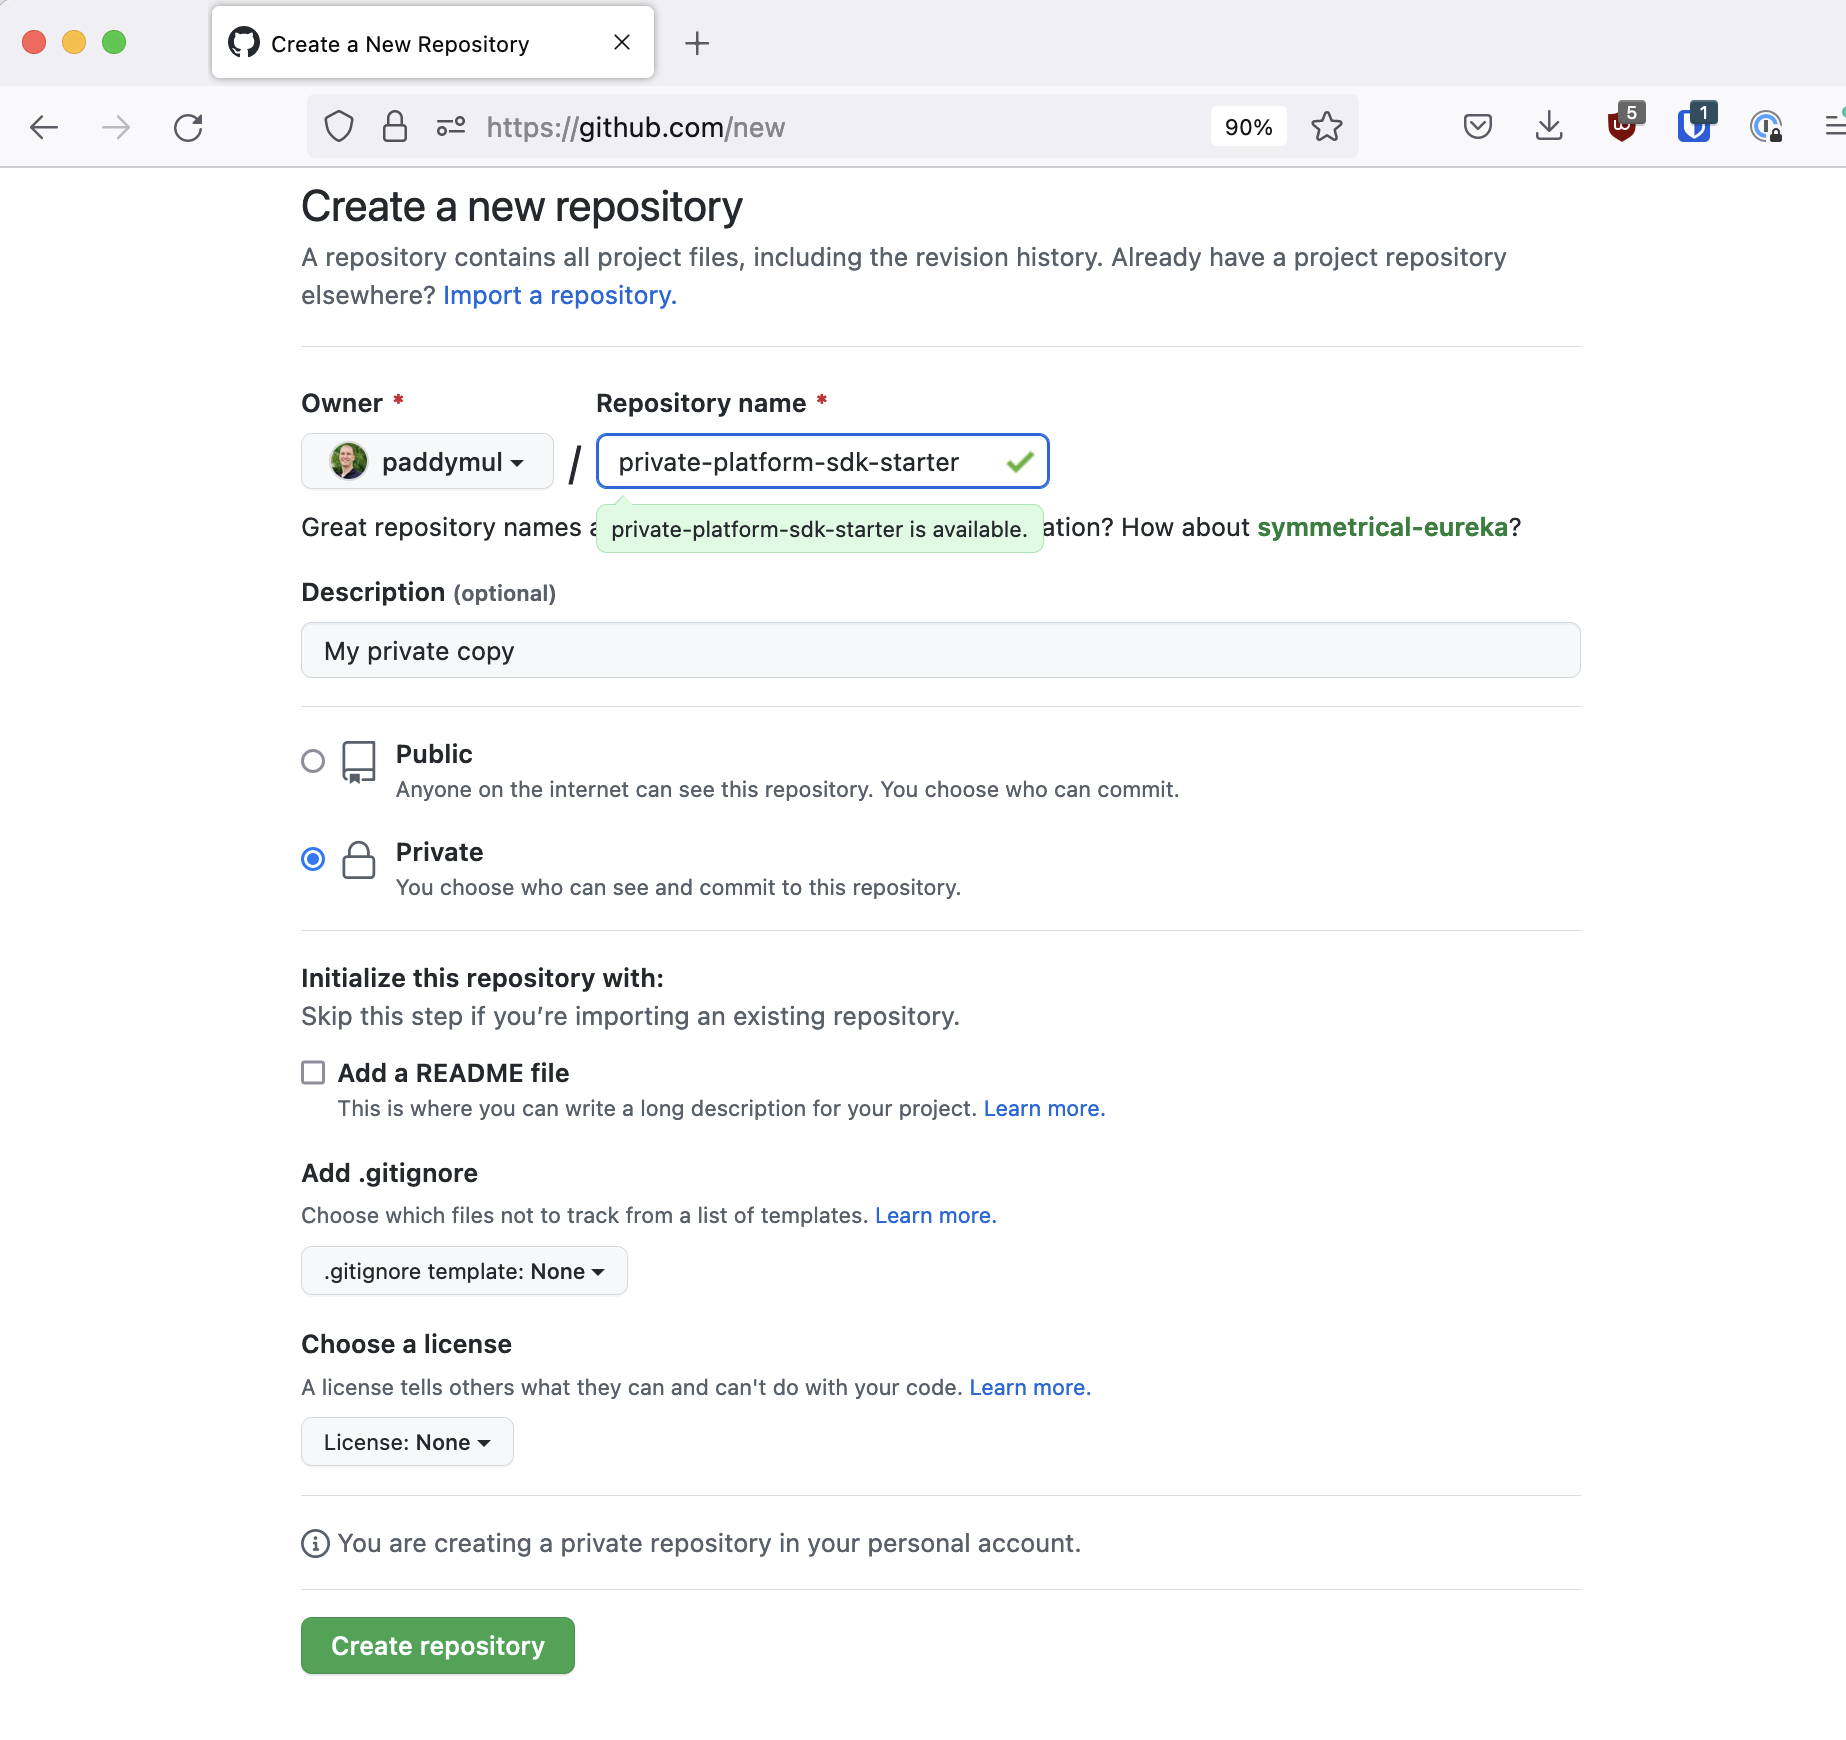 Create a New Repository
https://github.com/new
90%
5
1
Create a new repository
A repository contains all project files, including the revision history. Already have a project repository
elsewhere? Import a repository.
Owner *
Repository name *
paddymul
/
private-platform-sdk-starter
Great repository names a
private-platform-sdk-starter is available.
ation? How about symmetrical-eureka?
Description (optional)
My private copy
Public
Anyone on the internet can see this repository. You choose who can commit.
Private
You choose who can see and commit to this repository.
Initialize this repository with:
Skip this step if you’re importing an existing repository.
Add a README file
This is where you can write a long description for your project. Learn more.
Add .gitignore
Choose which files not to track from a list of templates. Learn more.
.gitignore template: None
Choose a license
A license tells others what they can and can't do with your code. Learn more.
License: None
You are creating a private repository in your personal account.
Create repository